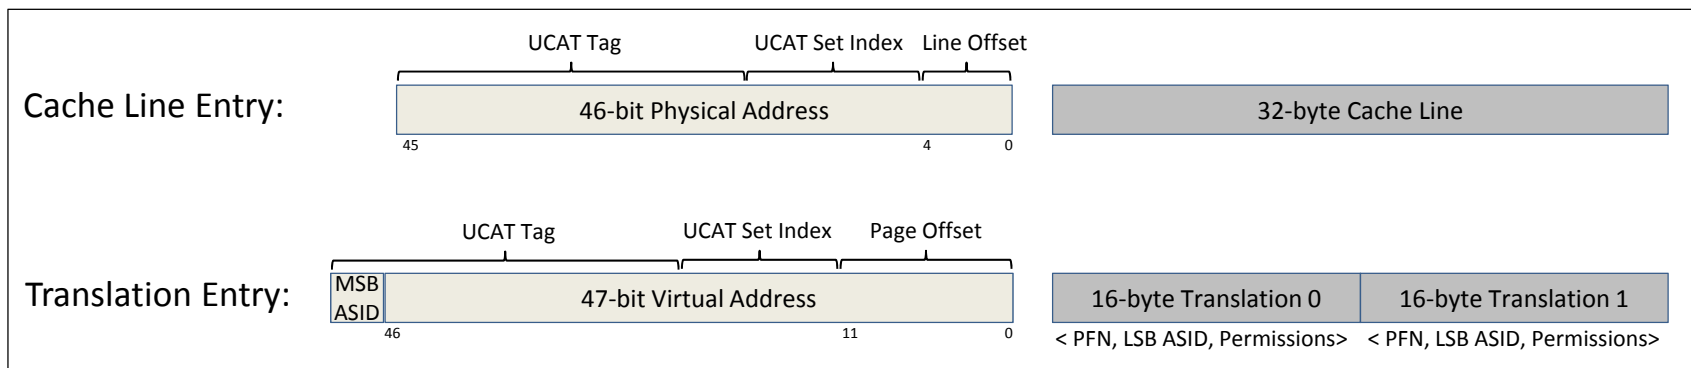 UCAT Tag UCAT Set Index Line Offset
Cache Line Entry: 46-bit Physical Address 32-byte Cache Line
45 4 0
UCAT Tag UCAT Set Index Page Offset
Translation Entry: MSB ASID 47-bit Virtual Address 16-byte Translation 0 16-byte Translation 1
46 11 0 < PFN, LSB ASID, Permissions> < PFN, LSB ASID, Permissions>